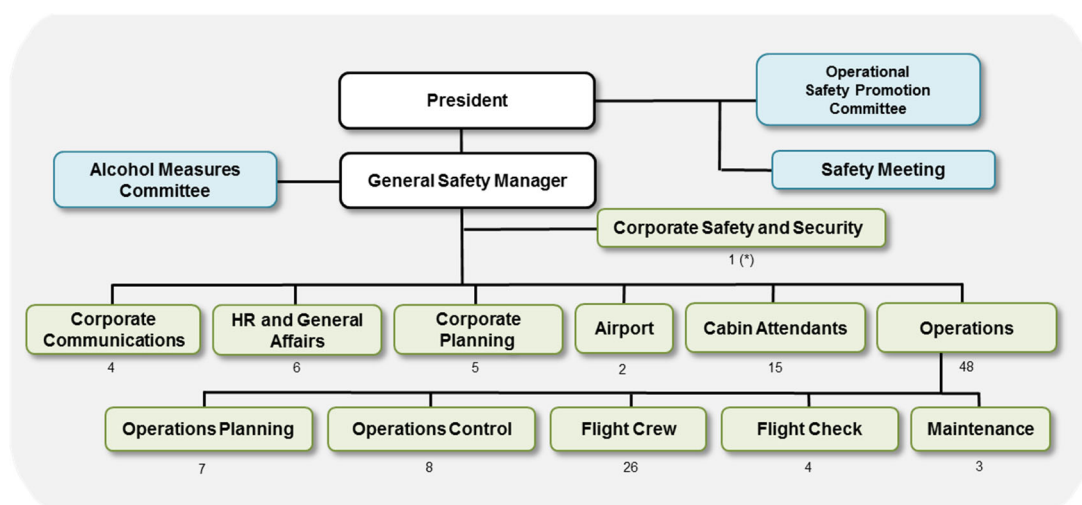 Operational
Safety Promotion
Committee
President
Alcohol Measures
Committee
General Safety Manager
Safety Meeting
Corporate Safety and Security
1 (*)
Corporate
Communications
HR and General
Affairs
Corporate
Planning
Airport
Cabin Attendants
Operations
4
6
5
2
15
48
Operations Planning
Operations Control
Flight Crew
Flight Check
Maintenance
7
8
26
4
3